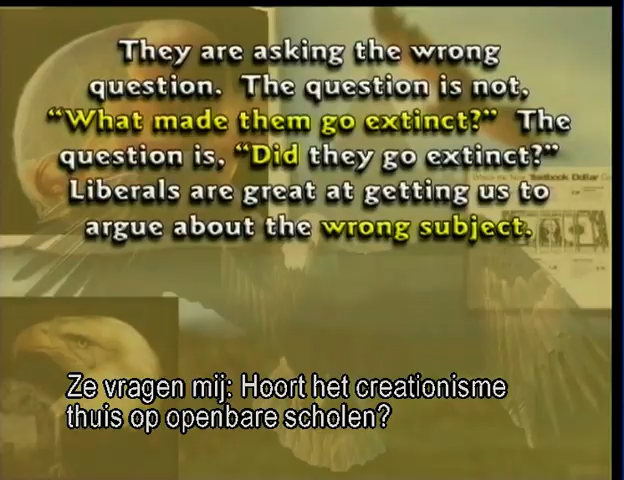 They are asking the wrong
question. The question is not,
“What made them go extinct?” The
question is, “Did they go extinct?”
Liberals are great at getting us to
argue about the wrong subject.
Textbook Dollar
Ze vragen mij: Hoort het creationisme
thuis op openbare scholen?